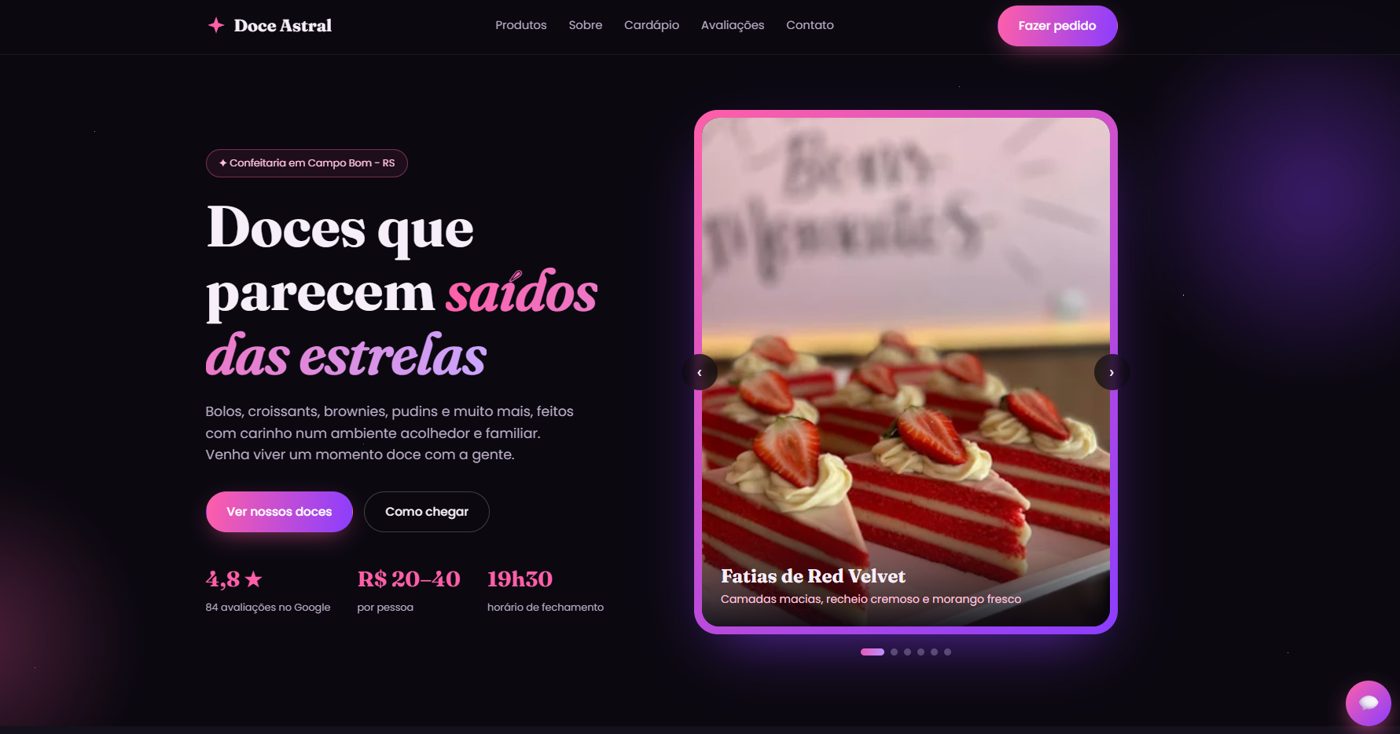 Doce Astral
Produtos
Sobre
Cardápio
Avaliações
Contato
Fazer pedido
✦ Confeitaria em Campo Bom – RS
Doces que
parecem saídos
das estrelas
Bolos, croissants, brownies, pudins e muito mais, feitos
com carinho num ambiente acolhedor e familiar.
Venha viver um momento doce com a gente.
Ver nossos doces
Como chegar
4,8 ★
84 avaliações no Google
R$ 20–40
por pessoa
19h30
horário de fechamento
Bons
‹
›
Fatias de Red Velvet
Camadas macias, recheio cremoso e morango fresco